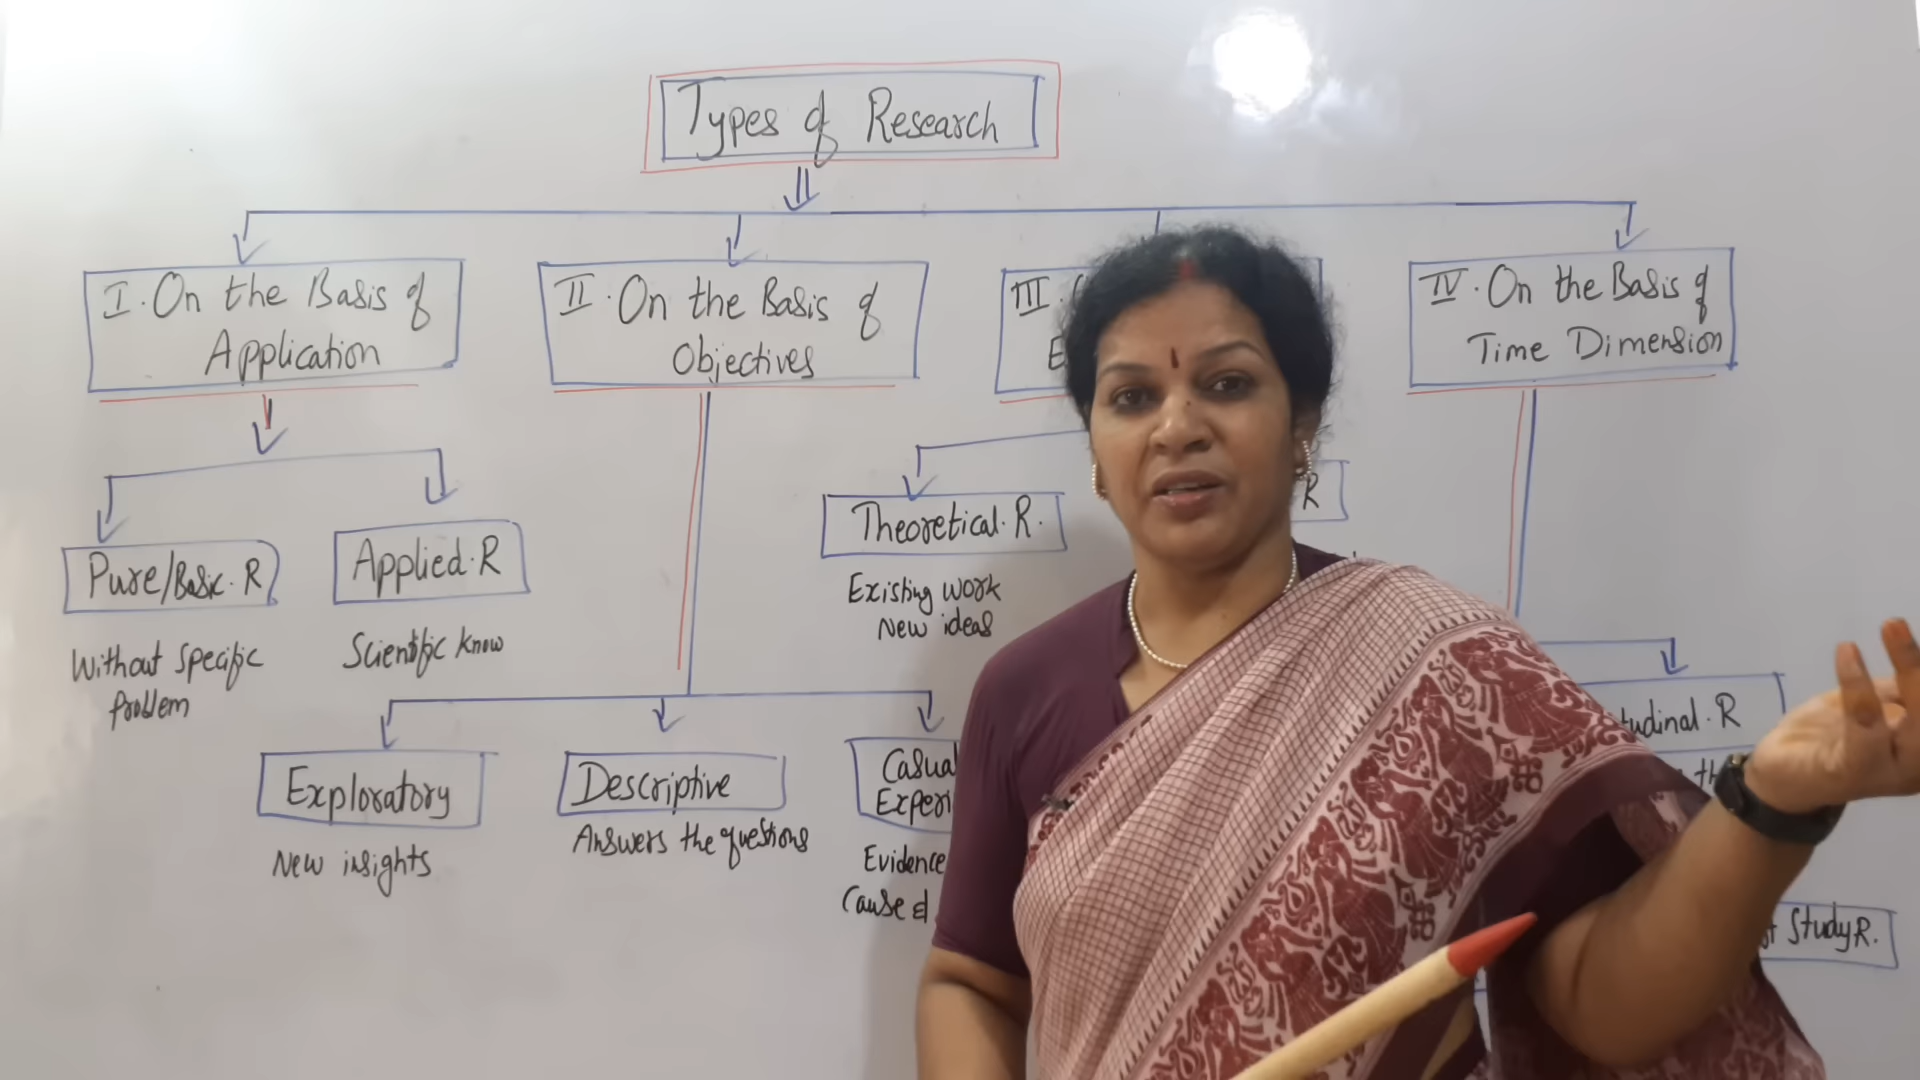 Types of Research
I. On the Basis of
Application
II. On the Basis of
Objectives
III.
IV. On the Basis of
Time Dimension
Pure/Basic. R
Without specific
problem
Applied. R
Scientific know
Theoretical. R.
Existing work
New ideas
R
Exploratory
New insights
Descriptive
Answers the questions
Casual
Experi
Evidence
Cause &
tudinal. R
Study R.